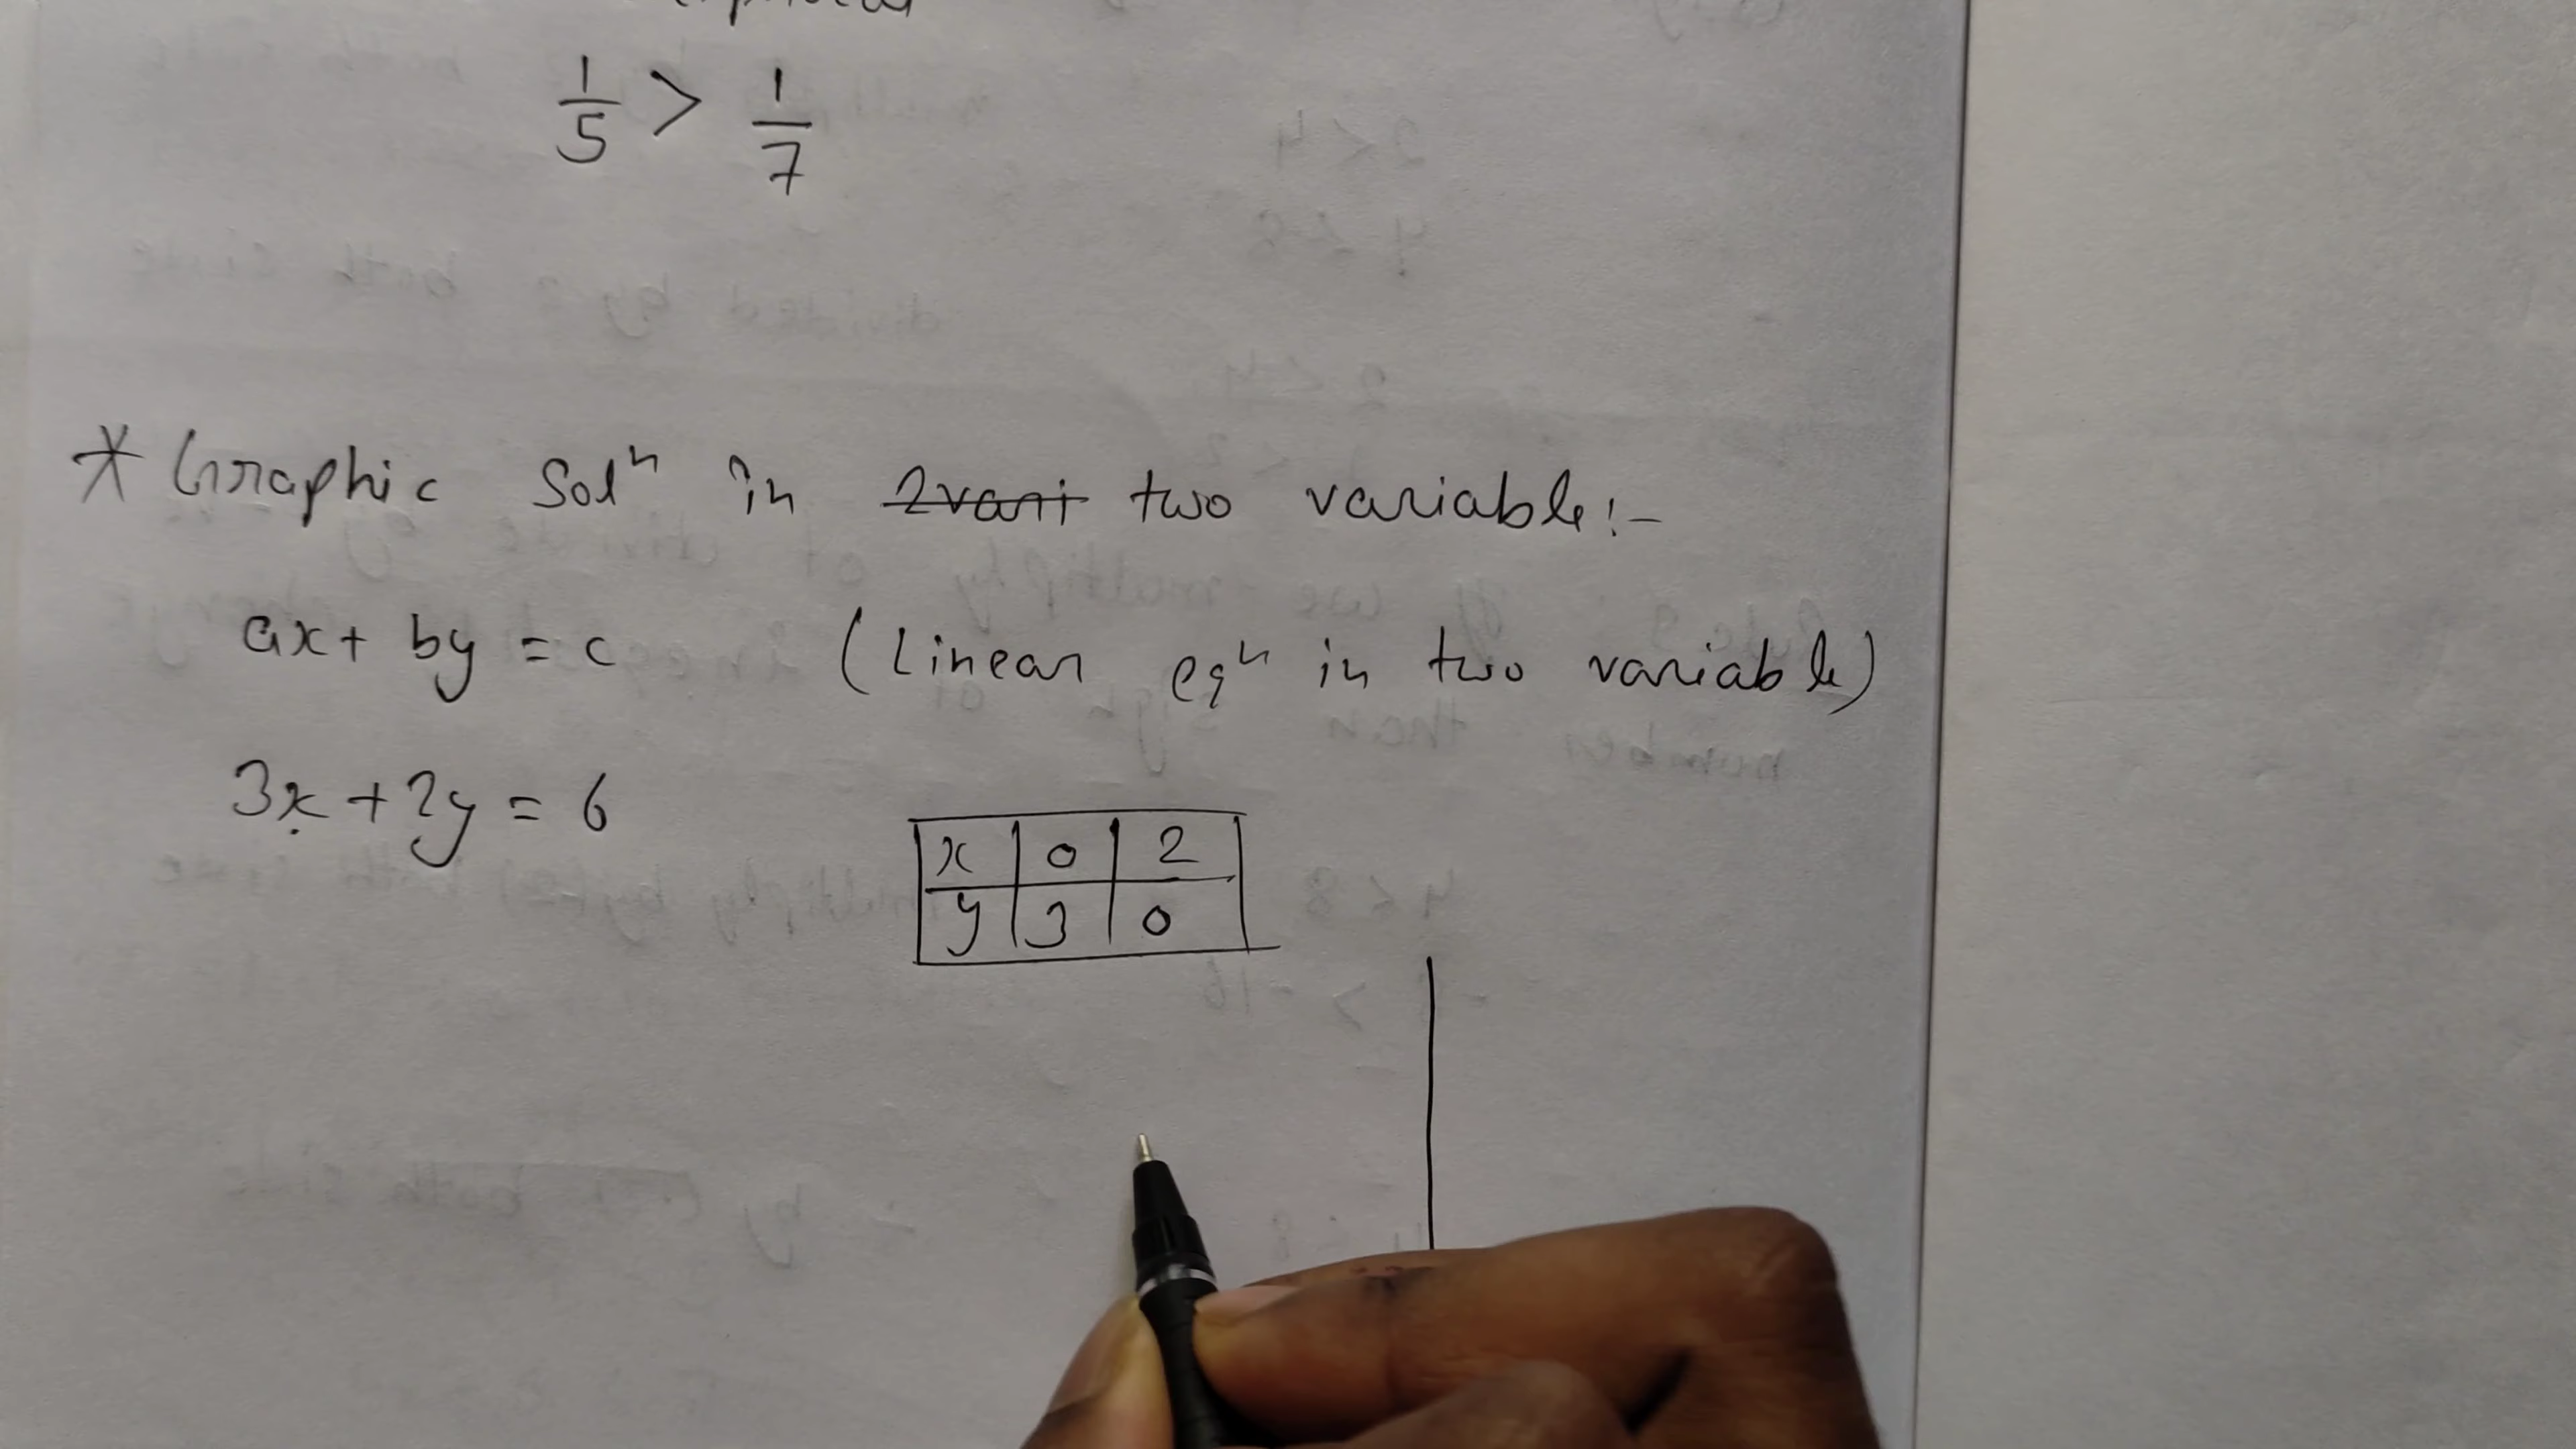 1/5 > 1/7
* Graphic Solⁿ in 2vari two variable:-
ax + by = c (Linear eqⁿ in two variable)
3x + 2y = 6
x 0 2
y 3 0